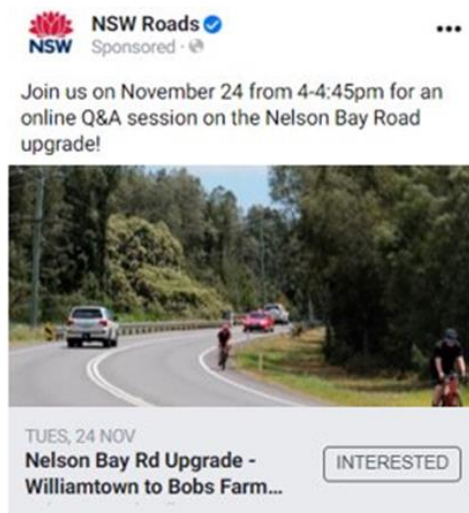 NSW Roads
NSW
Sponsored ·
Join us on November 24 from 4-4:45pm for an
online Q&A session on the Nelson Bay Road
upgrade!
TUES, 24 NOV
Nelson Bay Rd Upgrade -
Williamtown to Bobs Farm...
INTERESTED